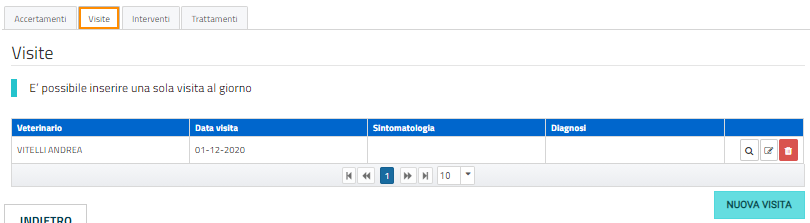 Accertamenti Visite Interventi Trattamenti
Visite
E' possibile inserire una sola visita al giorno
Veterinario Data visita Sintomatologia Diagnosi
VITELLI ANDREA 01-12-2020
1 10
NUOVA VISITA
INDIETRO